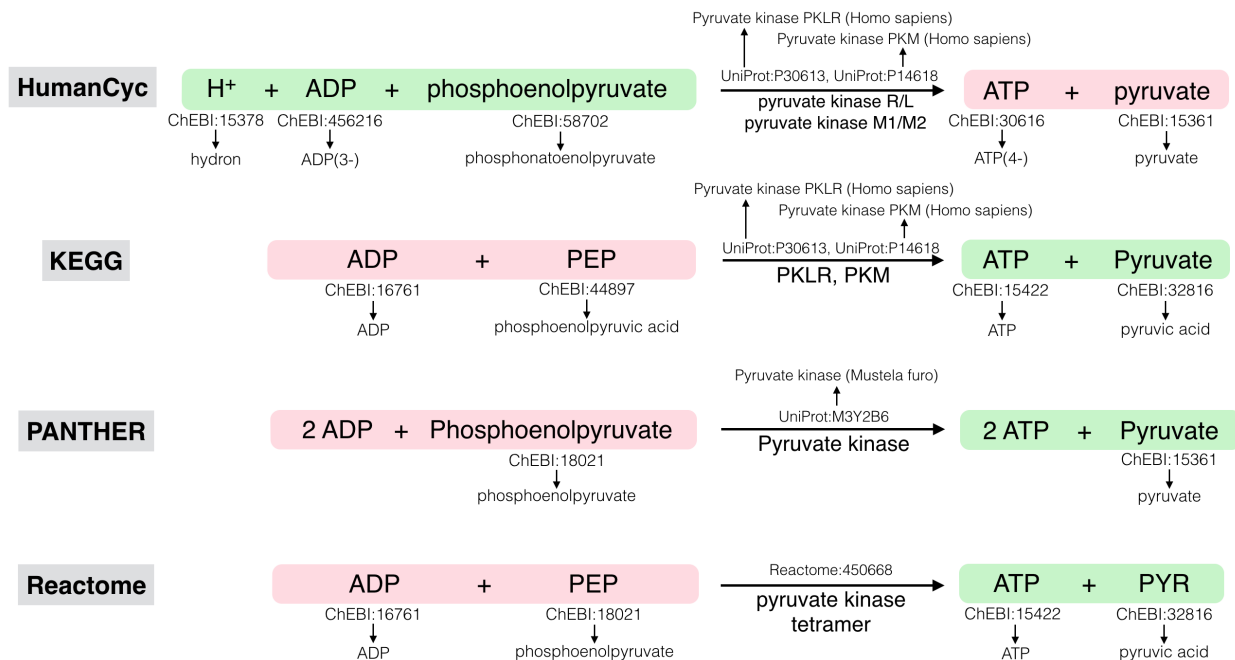 Pyruvate kinase PKLR (Homo sapiens)
Pyruvate kinase PKM (Homo sapiens)
UniProt:P30613, UniProt:P14618
HumanCyc
H+ + ADP + phosphoenolpyruvate
pyruvate kinase R/L
pyruvate kinase M1/M2
ATP + pyruvate
ChEBI:15378 ChEBI:456216 ChEBI:58702
ChEBI:30616 ChEBI:15361
hydron ADP(3-) phosphonatoenolpyruvate
ATP(4-) pyruvate
Pyruvate kinase PKLR (Homo sapiens)
Pyruvate kinase PKM (Homo sapiens)
UniProt:P30613, UniProt:P14618
KEGG
ADP + PEP
PKLR, PKM
ATP + Pyruvate
ChEBI:16761 ChEBI:44897
ChEBI:15422 ChEBI:32816
ADP phosphoenolpyruvic acid
ATP pyruvic acid
Pyruvate kinase (Mustela furo)
UniProt:M3Y2B6
PANTHER
2 ADP + Phosphoenolpyruvate
Pyruvate kinase
2 ATP + Pyruvate
ChEBI:18021
ChEBI:15361
phosphoenolpyruvate
pyruvate
Reactome:450668
Reactome
ADP + PEP
pyruvate kinase
tetramer
ATP + PYR
ChEBI:16761 ChEBI:18021
ChEBI:15422 ChEBI:32816
ADP phosphoenolpyruvate
ATP pyruvic acid